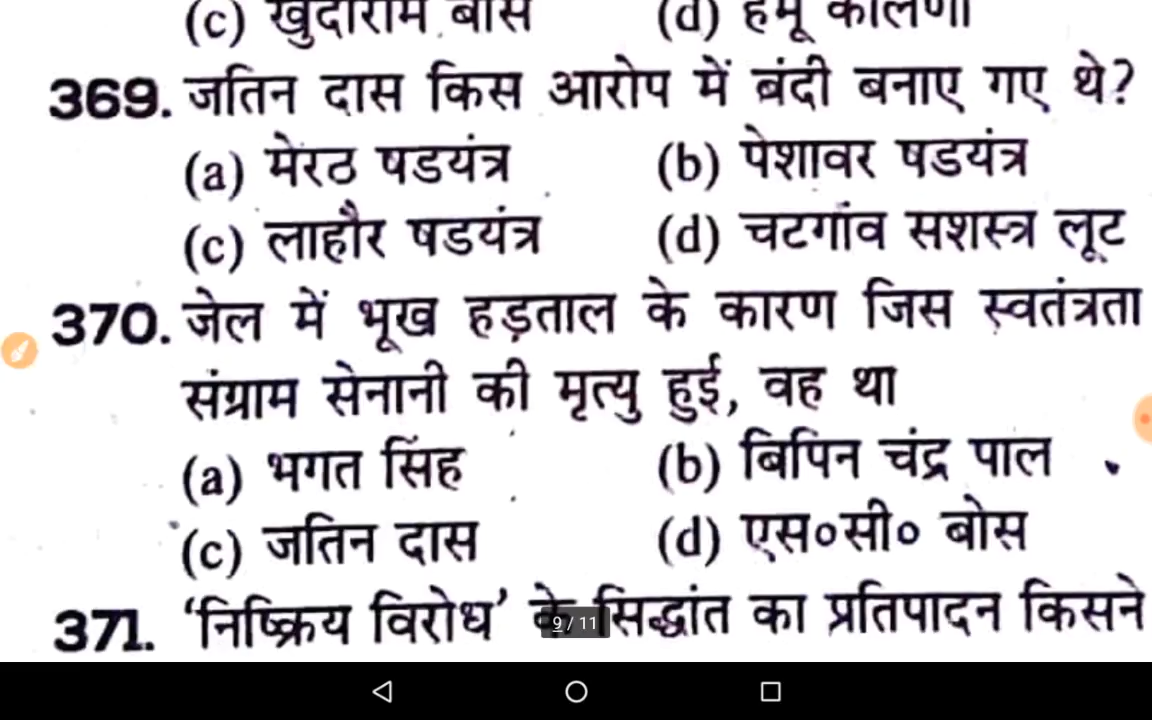 (c) खुदीराम बोस (d) हेमू कालाणी
369. जतिन दास किस आरोप में बंदी बनाए गए थे?
(a) मेरठ षडयंत्र (b) पेशावर षडयंत्र
(c) लाहौर षडयंत्र (d) चटगांव सशस्त्र लूट
370. जेल में भूख हड़ताल के कारण जिस स्वतंत्रता
संग्राम सेनानी की मृत्यु हुई, वह था
(a) भगत सिंह (b) बिपिन चंद्र पाल
(c) जतिन दास (d) एस०सी० बोस
371. ‘निष्क्रिय विरोध’ के सिद्धांत का प्रतिपादन किसने
9 / 11